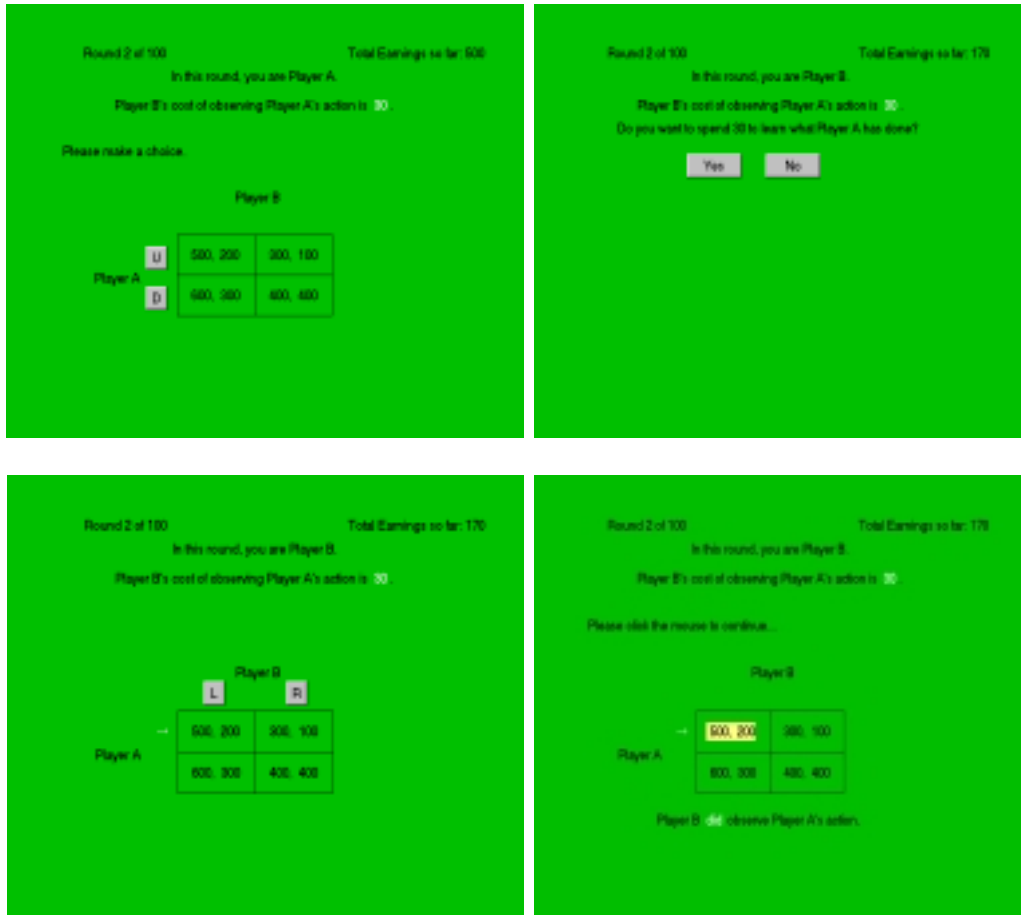 Round 2 of 100 Total Earnings so far: 500
In this round, you are Player A.
Player B's cost of observing Player A's action is 30 .
Please make a choice.
Player B
U 500, 200 300, 100
Player A
D 600, 300 400, 400
Round 2 of 100 Total Earnings so far: 170
In this round, you are Player B.
Player B's cost of observing Player A's action is 30 .
Do you want to spend 30 to learn what Player A has done?
Yes No
Round 2 of 100 Total Earnings so far: 170
In this round, you are Player B.
Player B's cost of observing Player A's action is 30 .
Player B
L R
→ 500, 200 300, 100
Player A
600, 300 400, 400
Round 2 of 100 Total Earnings so far: 170
In this round, you are Player B.
Player B's cost of observing Player A's action is 30
Please click the mouse to continue...
Player B
→ 500, 200 300, 100
Player A
600, 300 400, 400
Player B did observe Player A's action.